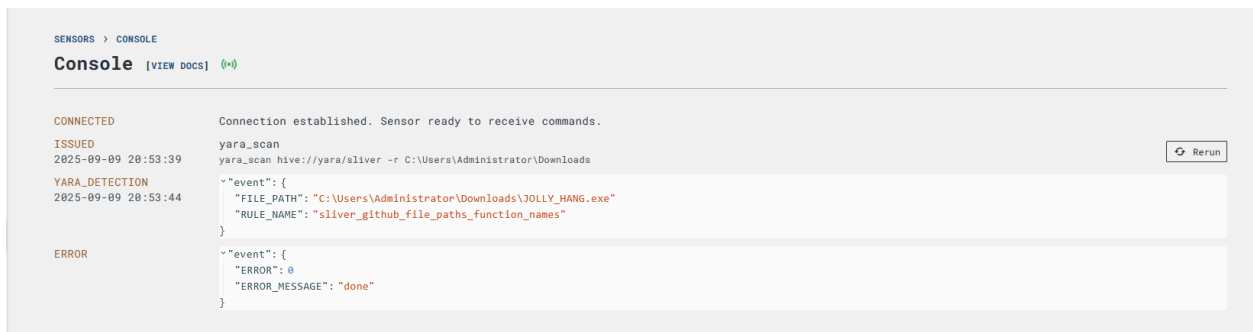 SENSORS > CONSOLE
Console [VIEW DOCS]
CONNECTED Connection established. Sensor ready to receive commands.
ISSUED yara_scan
2025-09-09 20:53:39 yara_scan hive://yara/sliver -r C:\Users\Administrator\Downloads Rerun
YARA_DETECTION "event": {
2025-09-09 20:53:44 "FILE_PATH": "C:\Users\Administrator\Downloads\JOLLY_HANG.exe"
"RULE_NAME": "sliver_github_file_paths_function_names"
}
ERROR "event": {
"ERROR": 0
"ERROR_MESSAGE": "done"
}